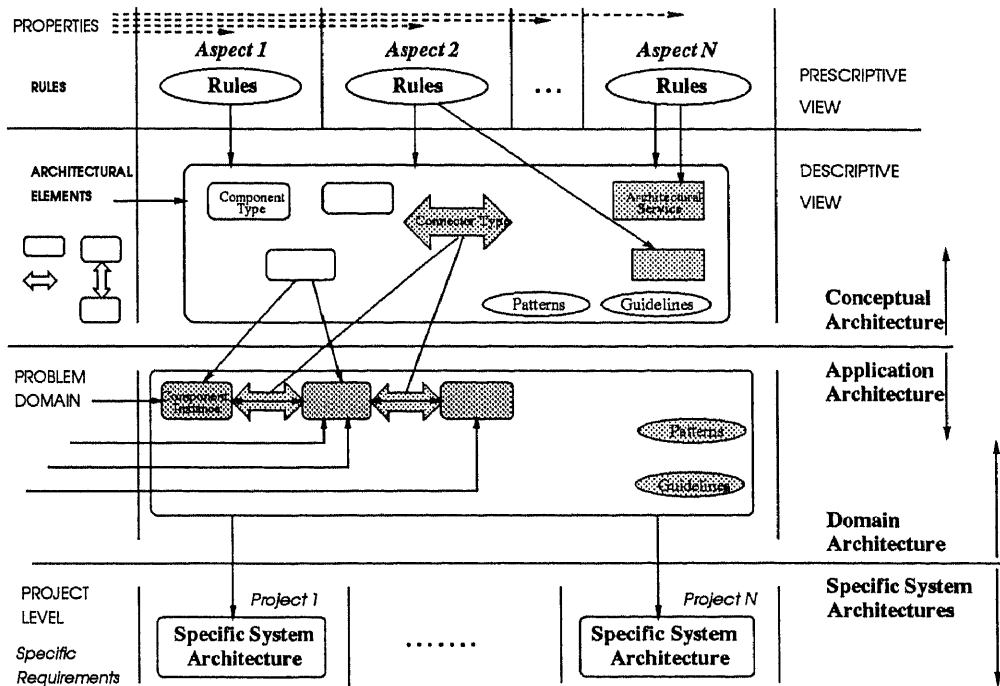 PROPERTIES
Aspect 1
Aspect 2
Aspect N
RULES
Rules
Rules
...
Rules
PRESCRIPTIVE
VIEW
ARCHITECTURAL
ELEMENTS
Component
Type
Connector Type
Architectural
Service
DESCRIPTIVE
VIEW
Patterns
Guidelines
Conceptual
Architecture
PROBLEM
DOMAIN
Component
Instance
Patterns
Guidelines
Application
Architecture
Domain
Architecture
PROJECT
LEVEL
Specific
Requirements
Project 1
Specific System
Architecture
.......
Project N
Specific System
Architecture
Specific System
Architectures